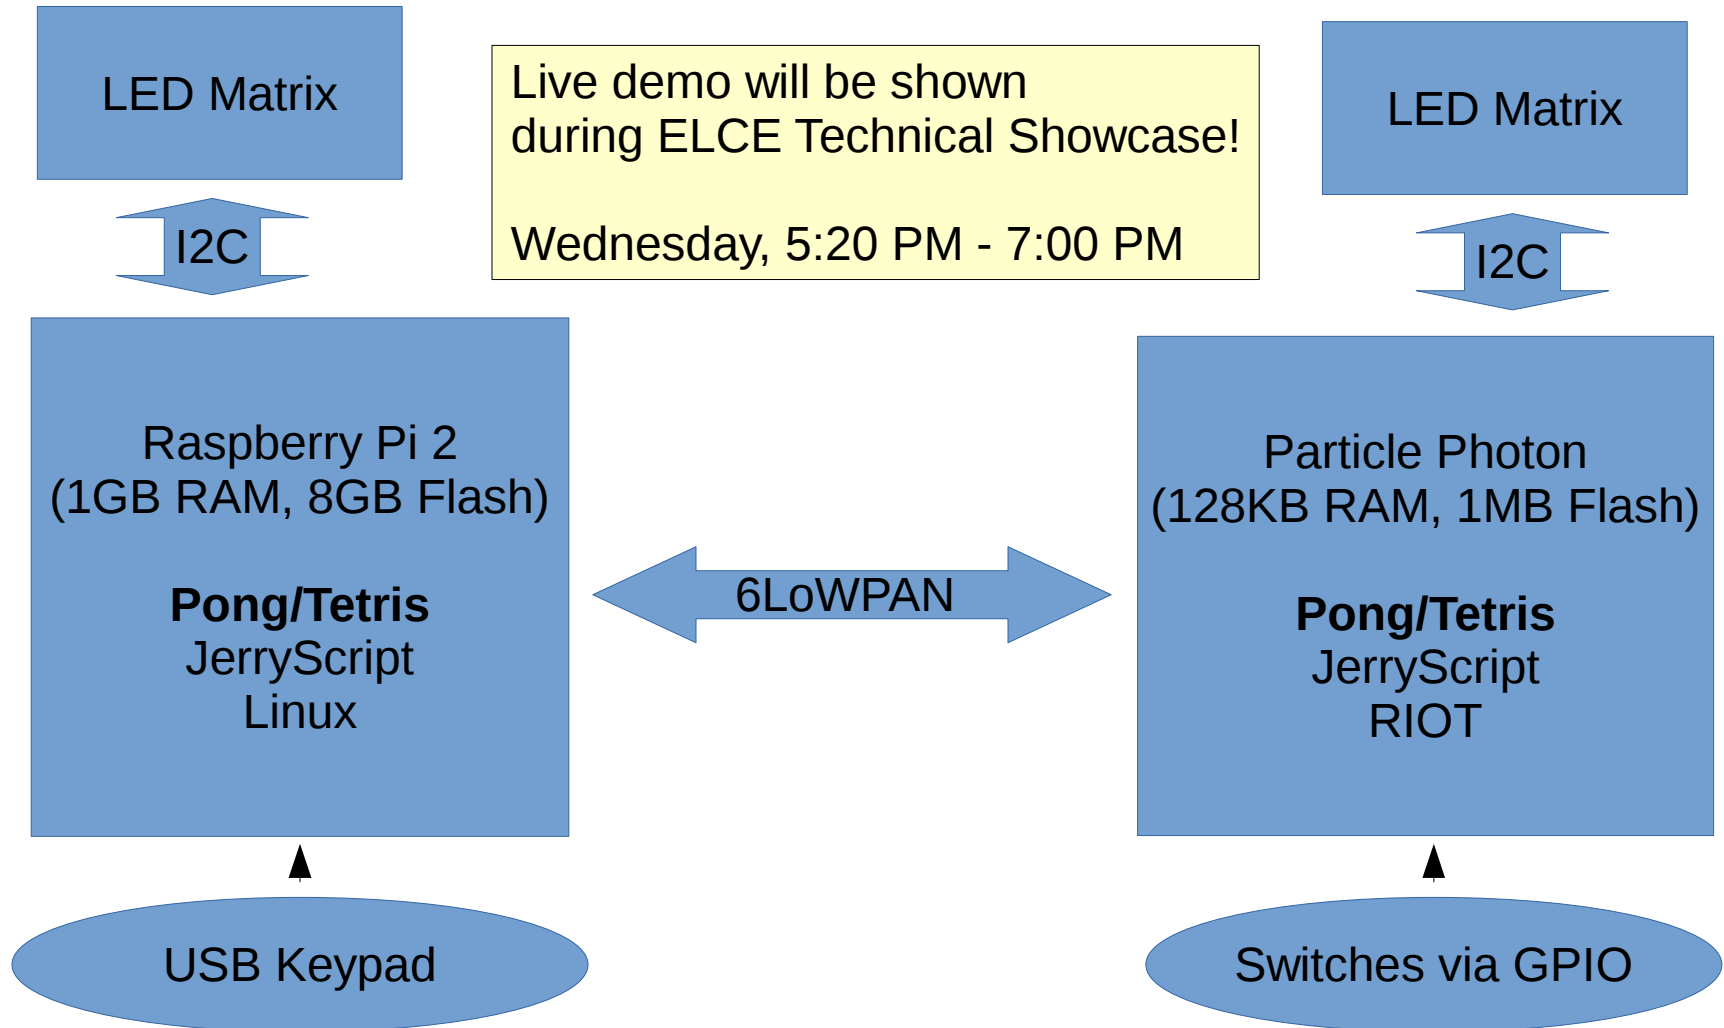 LED Matrix
I2C
Live demo will be shown
during ELCE Technical Showcase!
Wednesday, 5:20 PM - 7:00 PM
LED Matrix
I2C
Raspberry Pi 2
(1GB RAM, 8GB Flash)
Pong/Tetris
JerryScript
Linux
6LoWPAN
Particle Photon
(128KB RAM, 1MB Flash)
Pong/Tetris
JerryScript
RIOT
USB Keypad
Switches via GPIO